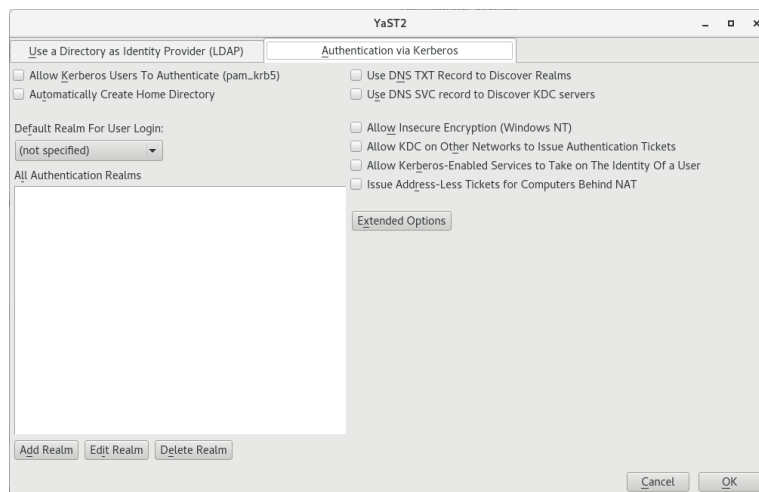 YaST2
Use a Directory as Identity Provider (LDAP)
Authentication via Kerberos
Allow Kerberos Users To Authenticate (pam_krb5)
Automatically Create Home Directory
Default Realm For User Login:
(not specified)
All Authentication Realms
Add Realm
Edit Realm
Delete Realm
Use DNS TXT Record to Discover Realms
Use DNS SVC record to Discover KDC servers
Allow Insecure Encryption (Windows NT)
Allow KDC on Other Networks to Issue Authentication Tickets
Allow Kerberos-Enabled Services to Take on The Identity Of a User
Issue Address-Less Tickets for Computers Behind NAT
Extended Options
Cancel
OK